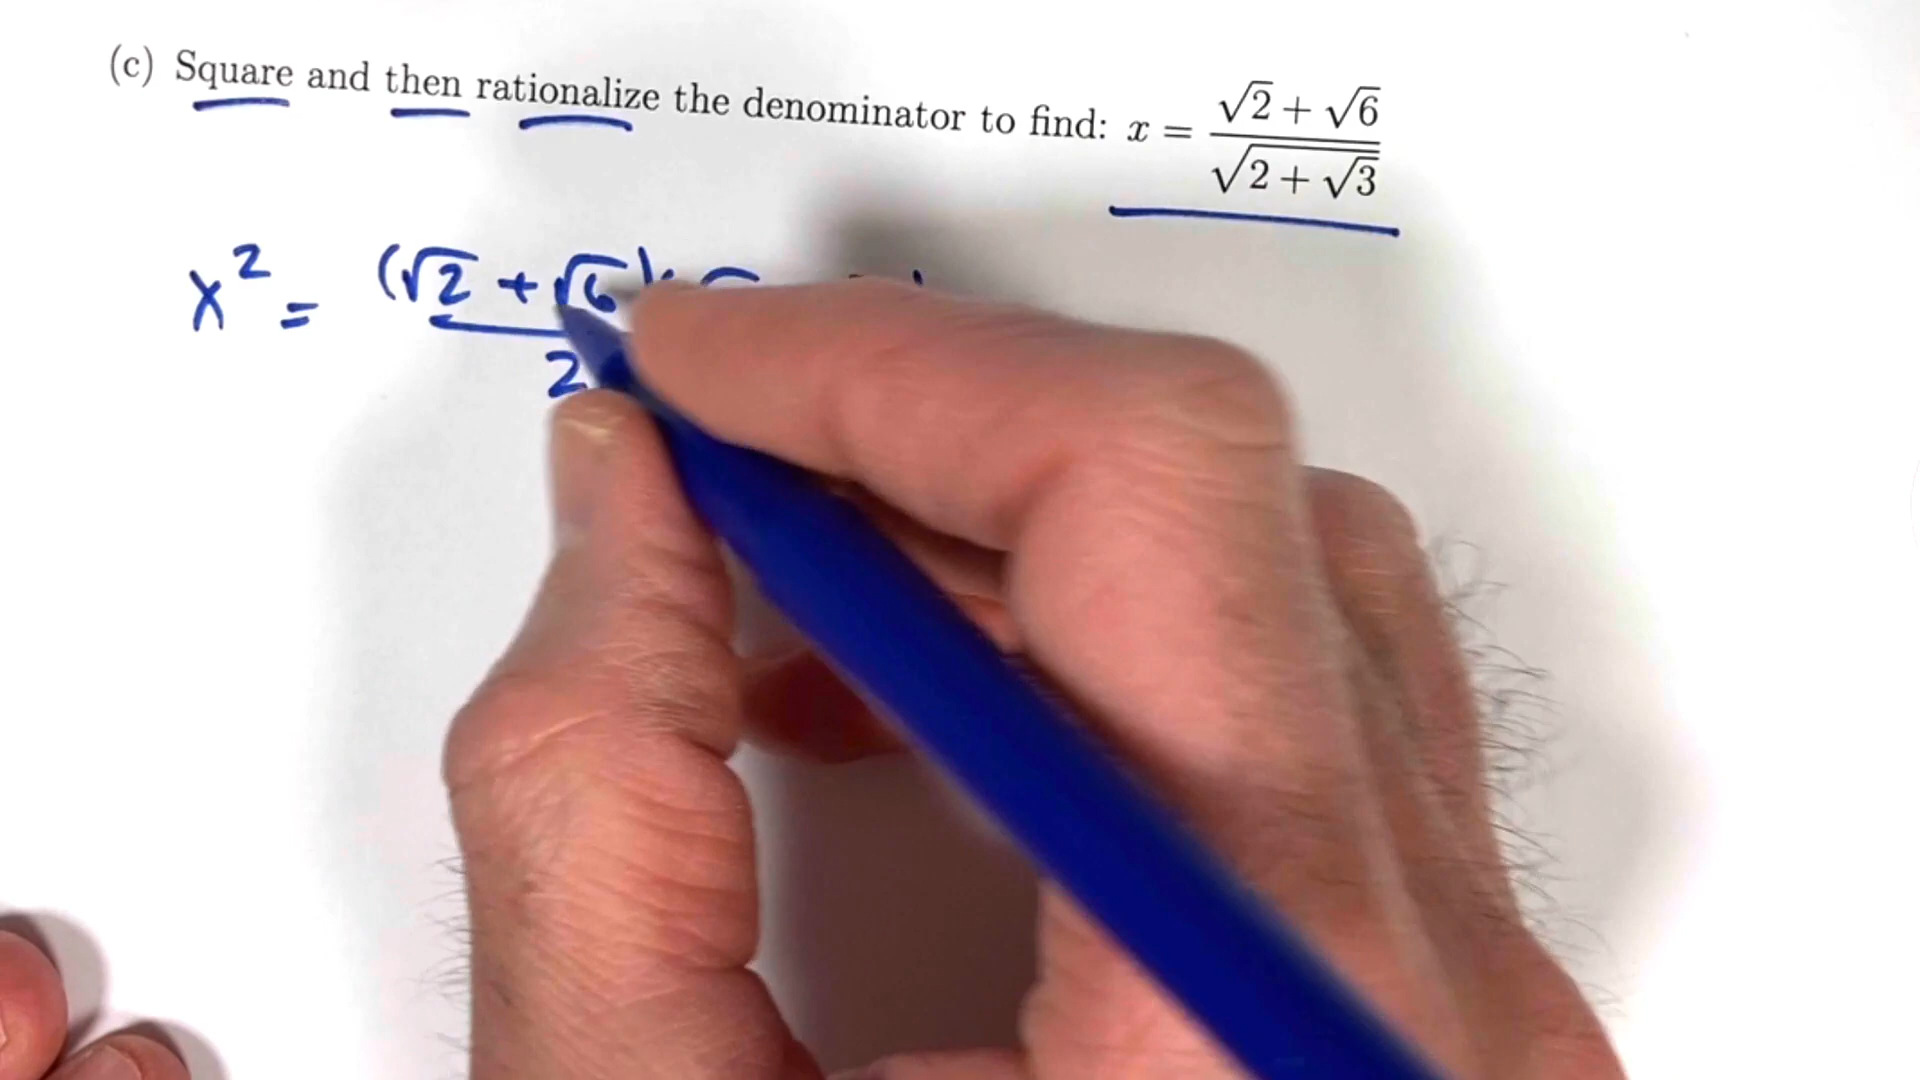 (c) Square and then rationalize the denominator to find: x = (√2 + √6)/√(2 + √3)
x² = (√2 + √6)
2